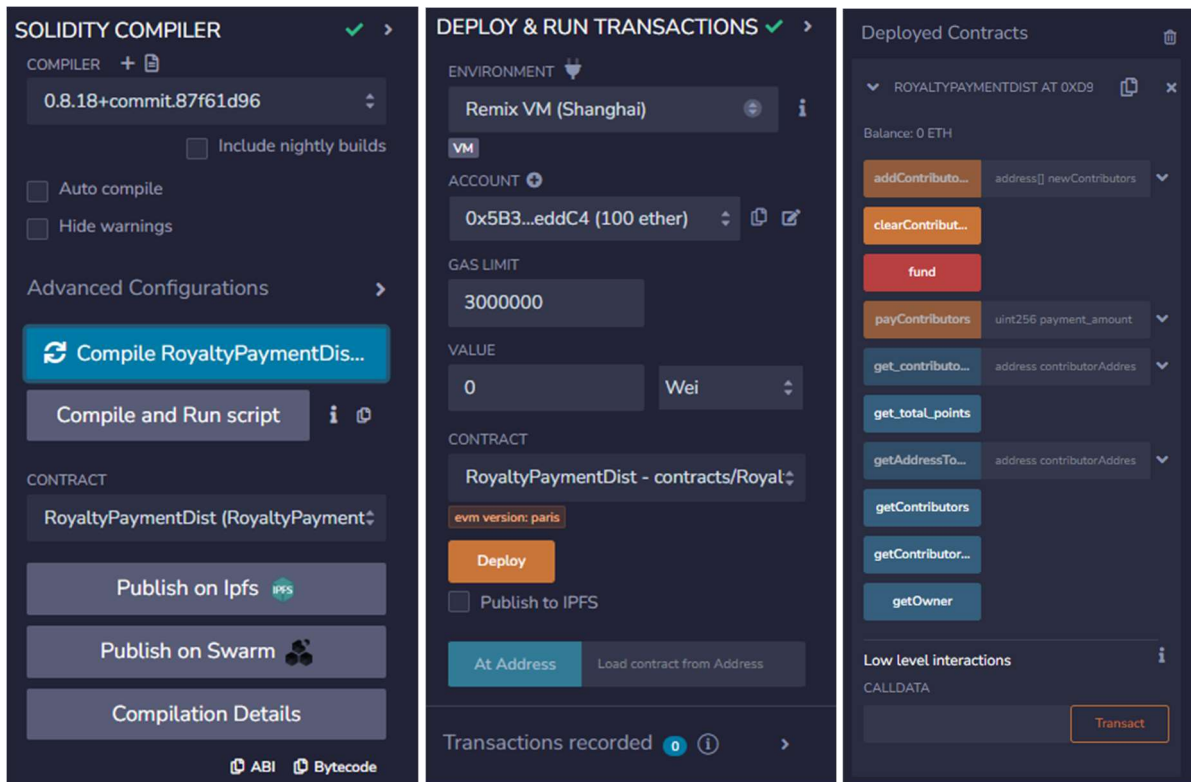 SOLIDITY COMPILER
COMPILER
0.8.18+commit.87f61d96
Include nightly builds
Auto compile
Hide warnings
Advanced Configurations
Compile RoyaltyPaymentDis...
Compile and Run script
CONTRACT
RoyaltyPaymentDist (RoyaltyPayment
Publish on Ipfs IPFS
Publish on Swarm
Compilation Details
ABI Bytecode
DEPLOY & RUN TRANSACTIONS
ENVIRONMENT
Remix VM (Shanghai)
VM
ACCOUNT
0x5B3...eddC4 (100 ether)
GAS LIMIT
3000000
VALUE
0 Wei
CONTRACT
RoyaltyPaymentDist - contracts/Royal
evm version: paris
Deploy
Publish to IPFS
At Address Load contract from Address
Transactions recorded 0
Deployed Contracts
ROYALTYPAYMENTDIST AT 0XD9
Balance: 0 ETH
addContributo... address[] newContributors
clearContribut...
fund
payContributors uint256 payment_amount
get_contributo... address contributorAddres
get_total_points
getAddressTo... address contributorAddres
getContributors
getContributor...
getOwner
Low level interactions
CALLDATA
Transact